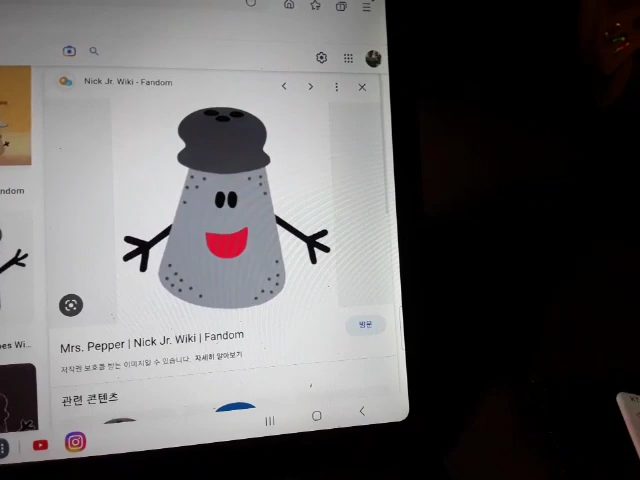 Nick Jr. Wiki - Fandom
ndom
Mrs. Pepper | Nick Jr. Wiki | Fandom
방문
es Wi...
저작권 보호를 받는 이미지일 수 있습니다. 자세히 알아보기
관련 콘텐츠